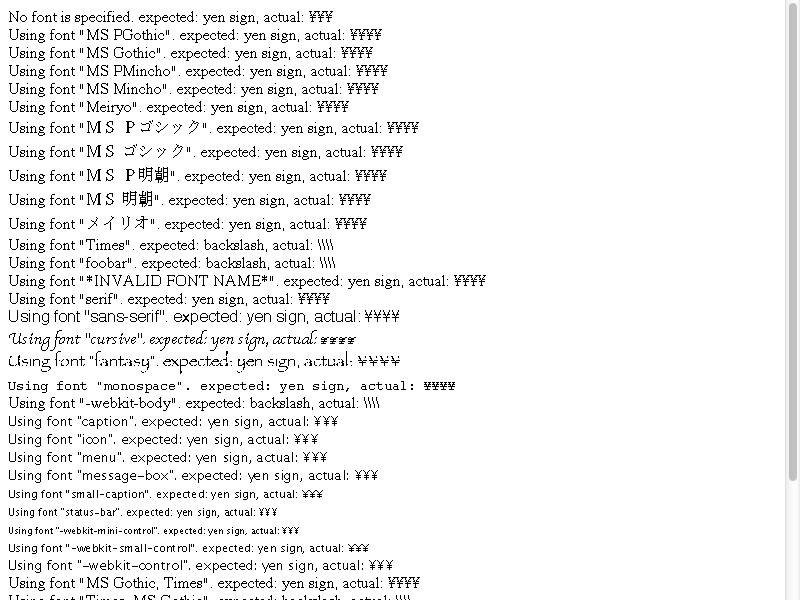 No font is specified. expected: yen sign, actual: ¥¥¥
Using font "MS PGothic". expected: yen sign, actual: ¥¥¥¥
Using font "MS Gothic". expected: yen sign, actual: ¥¥¥¥
Using font "MS PMincho". expected: yen sign, actual: ¥¥¥¥
Using font "MS Mincho". expected: yen sign, actual: ¥¥¥¥
Using font "Meiryo". expected: yen sign, actual: ¥¥¥¥
Using font "ＭＳ Ｐゴシック". expected: yen sign, actual: ¥¥¥¥
Using font "ＭＳ ゴシック". expected: yen sign, actual: ¥¥¥¥
Using font "ＭＳ Ｐ明朝". expected: yen sign, actual: ¥¥¥¥
Using font "ＭＳ 明朝". expected: yen sign, actual: ¥¥¥¥
Using font "メイリオ". expected: yen sign, actual: ¥¥¥¥
Using font "Times". expected: backslash, actual: \\\\
Using font "foobar". expected: backslash, actual: \\\\
Using font "*INVALID FONT NAME*". expected: yen sign, actual: ¥¥¥¥
Using font "serif". expected: yen sign, actual: ¥¥¥¥
Using font "sans-serif". expected: yen sign, actual: ¥¥¥¥
Using font "cursive". expected: yen sign, actual: ¥¥¥¥
Using font "fantasy". expected: yen sign, actual: ¥¥¥¥
Using font "monospace". expected: yen sign, actual: ¥¥¥¥
Using font "-webkit-body". expected: backslash, actual: \\\\
Using font "caption". expected: yen sign, actual: ¥¥¥
Using font "icon". expected: yen sign, actual: ¥¥¥
Using font "menu". expected: yen sign, actual: ¥¥¥
Using font "message-box". expected: yen sign, actual: ¥¥¥
Using font "small-caption". expected: yen sign, actual: ¥¥¥
Using font "status-bar". expected: yen sign, actual: ¥¥¥
Using font "-webkit-mini-control". expected: yen sign, actual: ¥¥¥
Using font "-webkit-small-control". expected: yen sign, actual: ¥¥¥
Using font "-webkit-control". expected: yen sign, actual: ¥¥¥
Using font "MS Gothic, Times". expected: yen sign, actual: ¥¥¥¥
Using font "Times, MS Gothic". expected: backslash, actual: \\\\